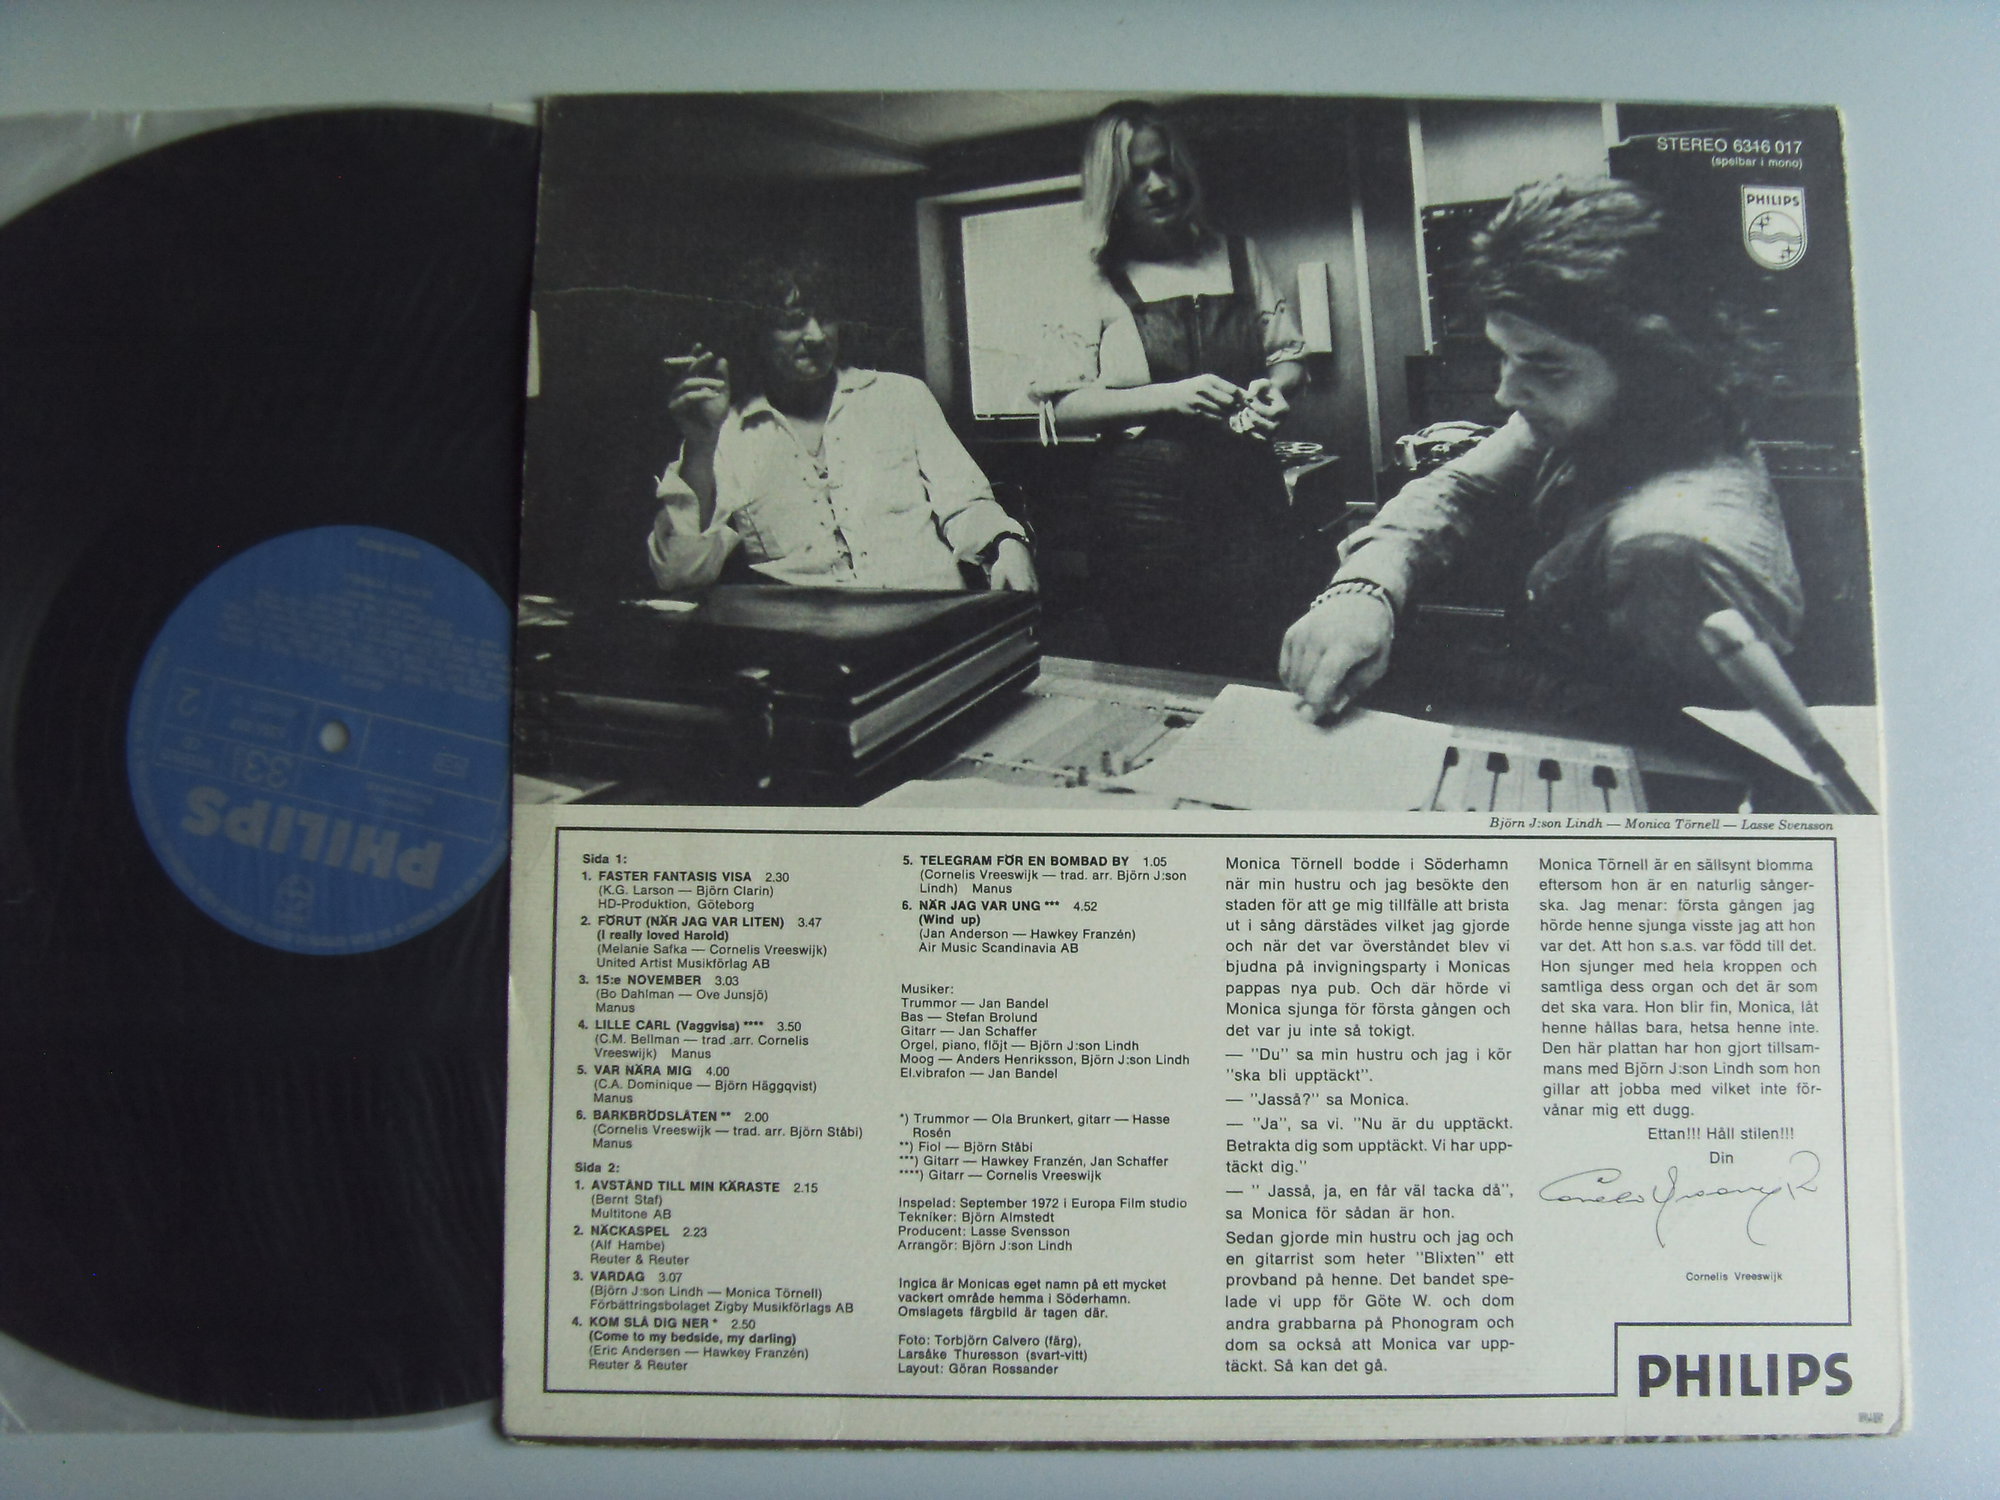 STEREO 6316 017
(spelbar i mono)
PHILIPS
Björn J:son Lindh — Monica Törnell — Lasse Svensson
Sida 1:
1. FASTER FANTASIS VISA 2.30
(K.G. Larson — Björn Clarin)
HD-Produktion, Göteborg
2. FÖRUT (NÄR JAG VAR LITEN) 3.47
(I really loved Harold)
(Melanie Safka — Cornelis Vreeswijk)
United Artist Musikförlag AB
3. 15:e NOVEMBER 3.03
(Bo Dahlman — Ove Junsjö)
Manus
4. LILLE CARL (Vaggvisa) **** 3.50
(C.M. Bellman — trad .arr. Cornelis
Vreeswijk) Manus
5. VAR NÄRA MIG 4.00
(C.A. Dominique — Björn Häggqvist)
Manus
6. BARKBRÖDSLÅTEN ** 2.00
(Cornelis Vreeswijk — trad. arr. Björn Ståbi)
Manus
Sida 2:
1. AVSTÅND TILL MIN KÄRASTE 2.15
(Bernt Staf)
Multitone AB
2. NÄCKASPEL 2.23
(Alf Hambe)
Reuter & Reuter
3. VARDAG 3.07
(Björn J:son Lindh — Monica Törnell)
Förbättringsbolaget Zigby Musikförlags AB
4. KOM SLÅ DIG NER * 2.50
(Come to my bedside, my darling)
(Eric Andersen — Hawkey Franzén)
Reuter & Reuter
5. TELEGRAM FÖR EN BOMBAD BY 1.05
(Cornelis Vreeswijk — trad. arr. Björn J:son
Lindh) Manus
6. NÄR JAG VAR UNG *** 4.52
(Wind up)
(Jan Anderson — Hawkey Franzén)
Air Music Scandinavia AB
Musiker:
Trummor — Jan Bandel
Bas — Stefan Brolund
Gitarr — Jan Schaffer
Orgel, piano, flöjt — Björn J:son Lindh
Moog — Anders Henriksson, Björn J:son Lindh
El.vibrafon — Jan Bandel
*) Trummor — Ola Brunkert, gitarr — Hasse
Rosén
**) Fiol — Björn Ståbi
***) Gitarr — Hawkey Franzén, Jan Schaffer
****) Gitarr — Cornelis Vreeswijk
Inspelad: September 1972 i Europa Film studio
Tekniker: Björn Almstedt
Producent: Lasse Svensson
Arrangör: Björn J:son Lindh
Ingica är Monicas eget namn på ett mycket
vackert område hemma i Söderhamn.
Omslagets färgbild är tagen där.
Foto: Torbjörn Calvero (färg),
Larsåke Thuresson (svart-vitt)
Layout: Göran Rossander
Monica Törnell bodde i Söderhamn
när min hustru och jag besökte den
staden för att ge mig tillfälle att brista
ut i sång därstädes vilket jag gjorde
och när det var överståndet blev vi
bjudna på invigningsparty i Monicas
pappas nya pub. Och där hörde vi
Monica sjunga för första gången och
det var ju inte så tokigt.
— "Du" sa min hustru och jag i kör
"ska bli upptäckt".
— "Jasså?" sa Monica.
— "Ja", sa vi. "Nu är du upptäckt.
Betrakta dig som upptäckt. Vi har upp-
täckt dig."
— " Jasså, ja, en får väl tacka då",
sa Monica för sådan är hon.
Sedan gjorde min hustru och jag och
en gitarrist som heter "Blixten" ett
provband på henne. Det bandet spe-
lade vi upp för Göte W. och dom
andra grabbarna på Phonogram och
dom sa också att Monica var upp-
täckt. Så kan det gå.
Monica Törnell är en sällsynt blomma
eftersom hon är en naturlig sånger-
ska. Jag menar: första gången jag
hörde henne sjunga visste jag att hon
var det. Att hon s.a.s. var född till det.
Hon sjunger med hela kroppen och
samtliga dess organ och det är som
det ska vara. Hon blir fin, Monica, låt
henne hållas bara, hetsa henne inte.
Den här plattan har hon gjort tillsam-
mans med Björn J:son Lindh som hon
gillar att jobba med vilket inte för-
vånar mig ett dugg.
Ettan!!! Håll stilen!!!
Din
Cornelis Vreeswijk
Cornelis Vreeswijk
PHILIPS
PHILIPS
33
2